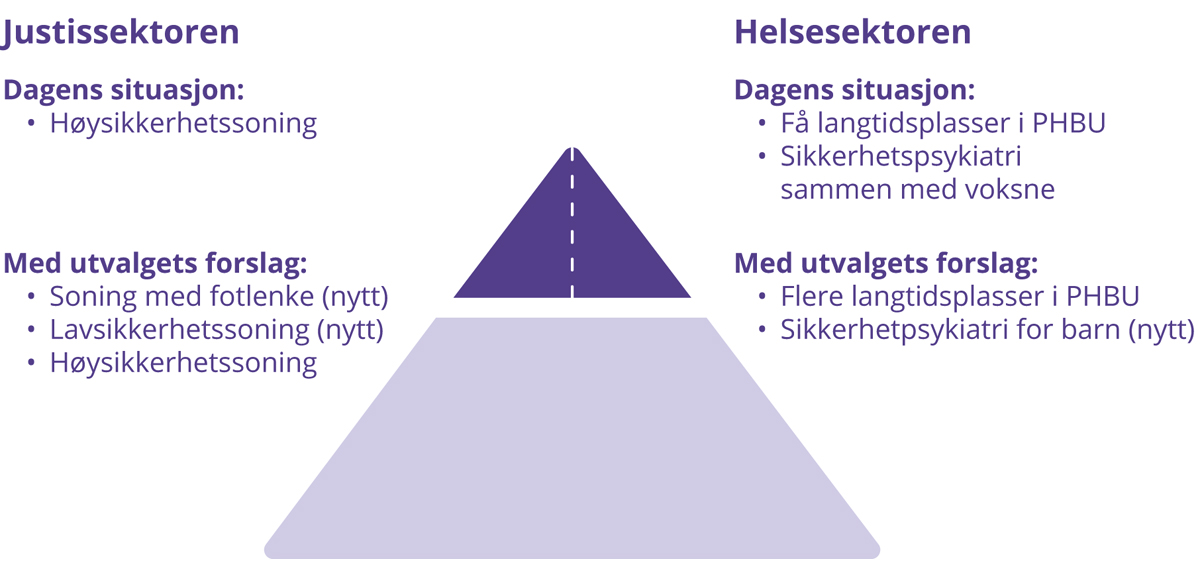 Justissektoren
Dagens situasjon:
• Høysikkerhetssoning
Med utvalgets forslag:
• Soning med fotlenke (nytt)
• Lavsikkerhetssoning (nytt)
• Høysikkerhetssoning
Helsesektoren
Dagens situasjon:
• Få langtidsplasser i PHBU
• Sikkerhetspsykiatri
sammen med voksne
Med utvalgets forslag:
• Flere langtidsplasser i PHBU
• Sikkerhetpsykiatri for barn (nytt)